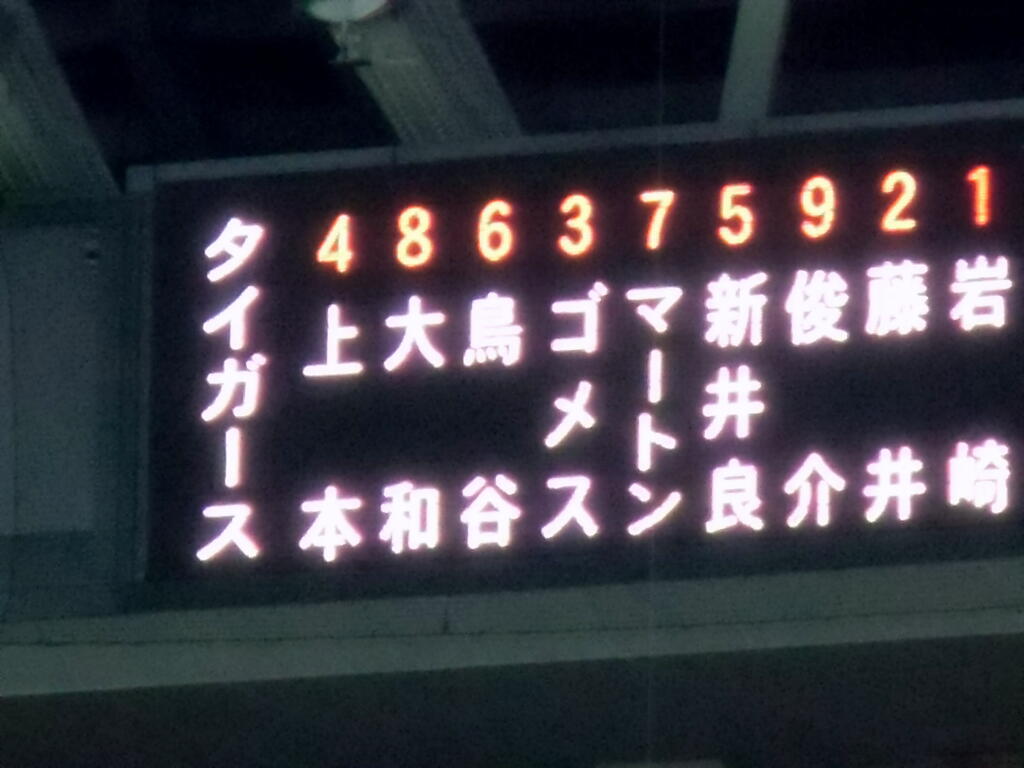 タイガース
4 上本
8 大和
6 鳥谷
3 ゴメス
7 マートン
5 新井良
9 俊介
2 藤井
1 岩崎